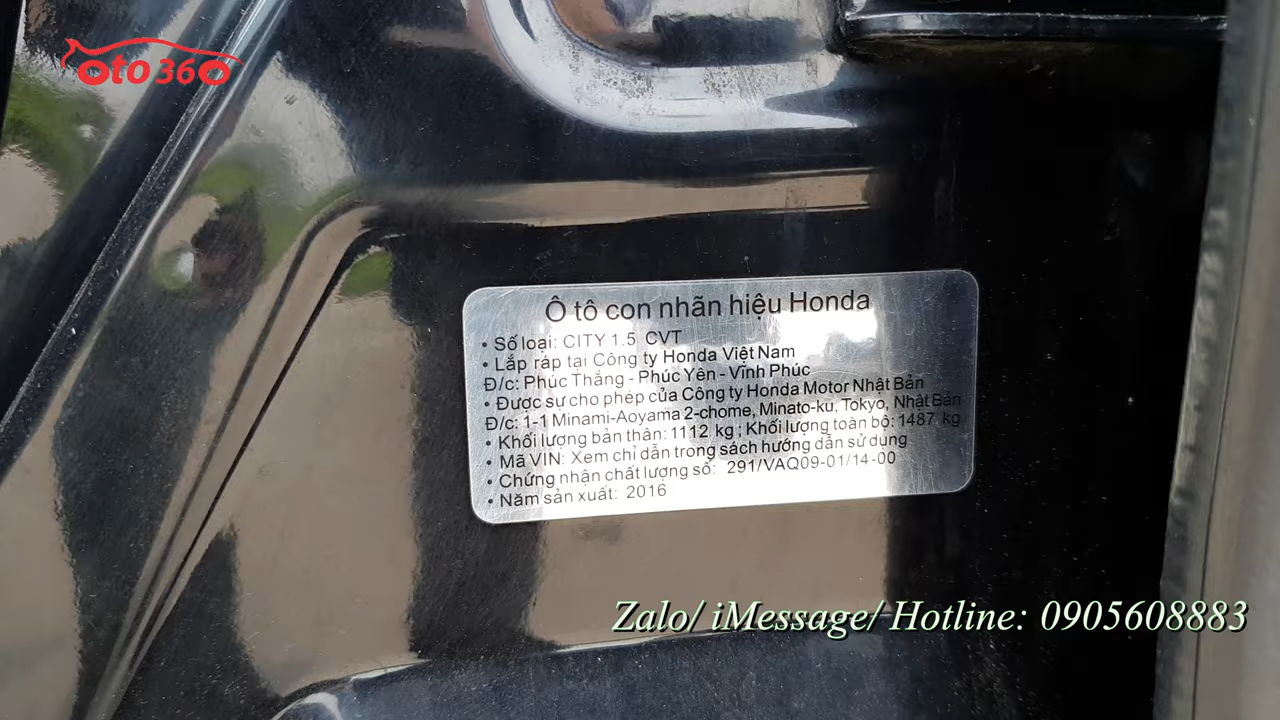 oto360
Ô tô con nhãn hiệu Honda
• Số loại: CITY 1.5 CVT
• Lắp ráp tại Công ty Honda Việt Nam
Đ/c: Phúc Thắng - Phúc Yên - Vĩnh Phúc
• Được sự cho phép của Công ty Honda Motor Nhật Bản
Đ/c: 1-1 Minami-Aoyama 2-chome, Minato-ku, Tokyo, Nhật Bản
• Khối lượng bản thân: 1112 kg ; Khối lượng toàn bộ: 1487 kg
• Mã VIN: Xem chỉ dẫn trong sách hướng dẫn sử dụng
• Chứng nhận chất lượng số: 291/VAQ09-01/14-00
• Năm sản xuất: 2016
Zalo/ iMessage/ Hotline: 0905608883